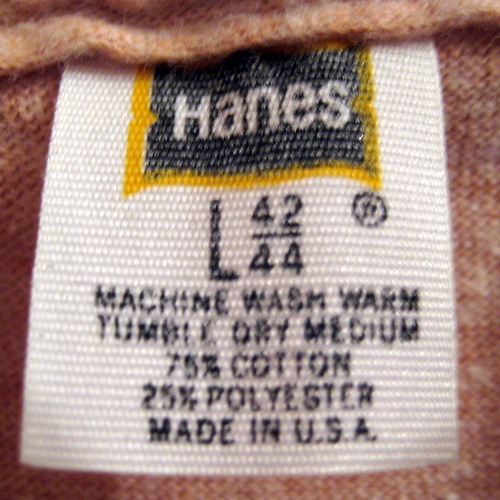 Hanes
L 42/44 ®
MACHINE WASH WARM
TUMBLE DRY MEDIUM
75% COTTON
25% POLYESTER
MADE IN U.S.A.